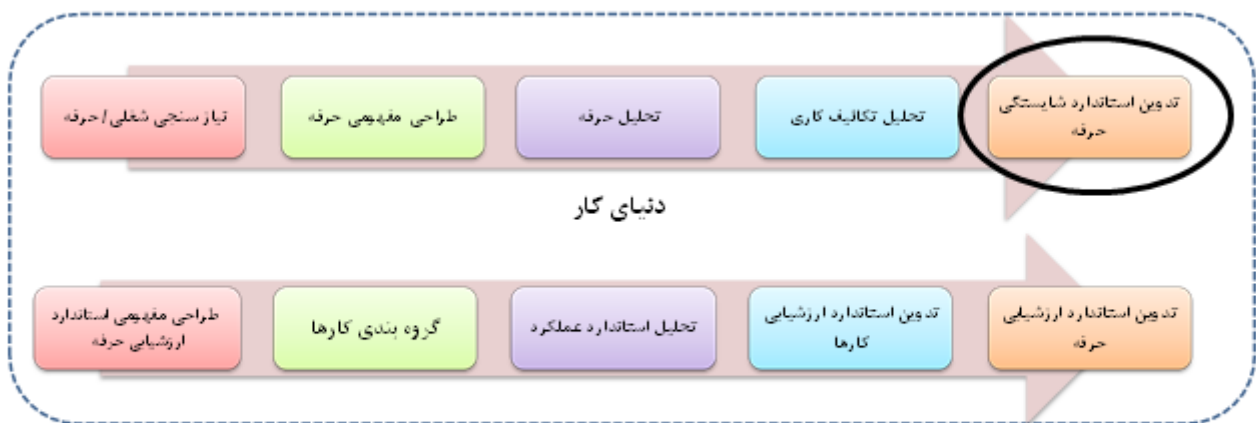 نیاز سنجی شغلی / حرفه
طراحی مفهومی حرفه
تحلیل حرفه
تحلیل تکالیف کاری
تدوین استاندارد شایستگی
حرفه
دنیای کار
طراحی مفهومی استاندارد
ارزشیابی حرفه
گروه بندی کارها
تحلیل استاندارد عملکرد
تدوین استاندارد ارزشیابی
کارها
تدوین استاندارد ارزشیابی
حرفه